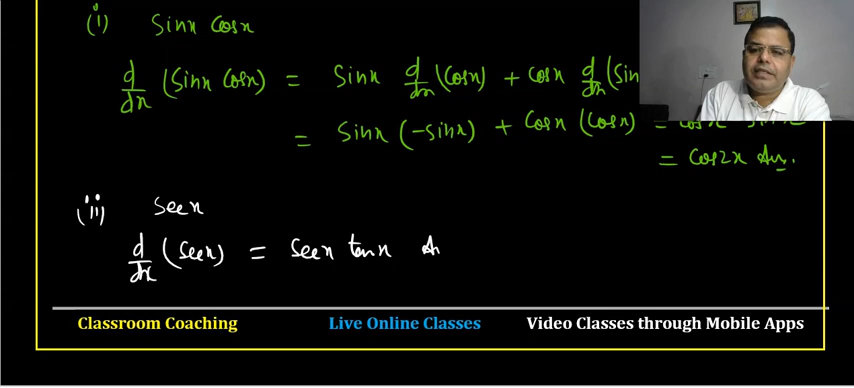 (i) Sinx Cosx
d/dx (Sinx Cosx) = Sinx d/dx (Cosx) + Cosx d/dx (Sin
= Sinx (-sinx) + Cosx (Cosx) =
= Cos2x Ans.
(ii) Secx
d/dx (Secx) = Secx tanx An
Classroom Coaching Live Online Classes Video Classes through Mobile Apps